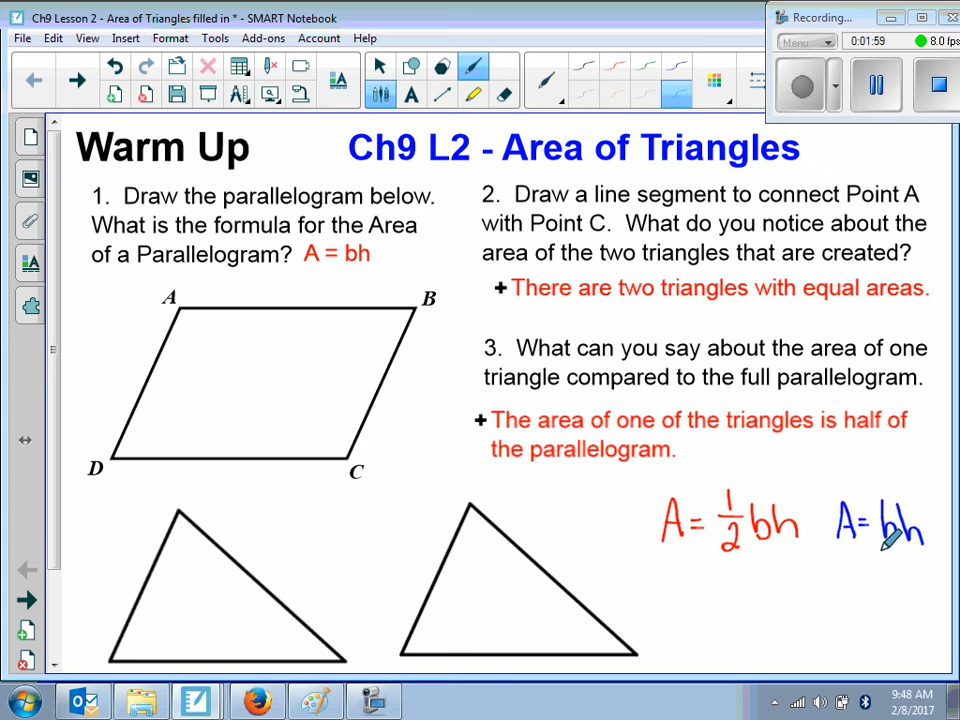 Ch9 Lesson 2 - Area of Triangles filled in * - SMART Notebook
Recording...
File Edit View Insert Format Tools Add-ons Account Help
Menu 0:01:59 8.0 fps
Warm Up
Ch9 L2 - Area of Triangles
1. Draw the parallelogram below.
What is the formula for the Area
of a Parallelogram? A = bh
2. Draw a line segment to connect Point A
with Point C. What do you notice about the
area of the two triangles that are created?
+There are two triangles with equal areas.
A
B
D
C
3. What can you say about the area of one
triangle compared to the full parallelogram.
+The area of one of the triangles is half of
the parallelogram.
A = 1/2 bh A = bh
9:48 AM
2/8/2017